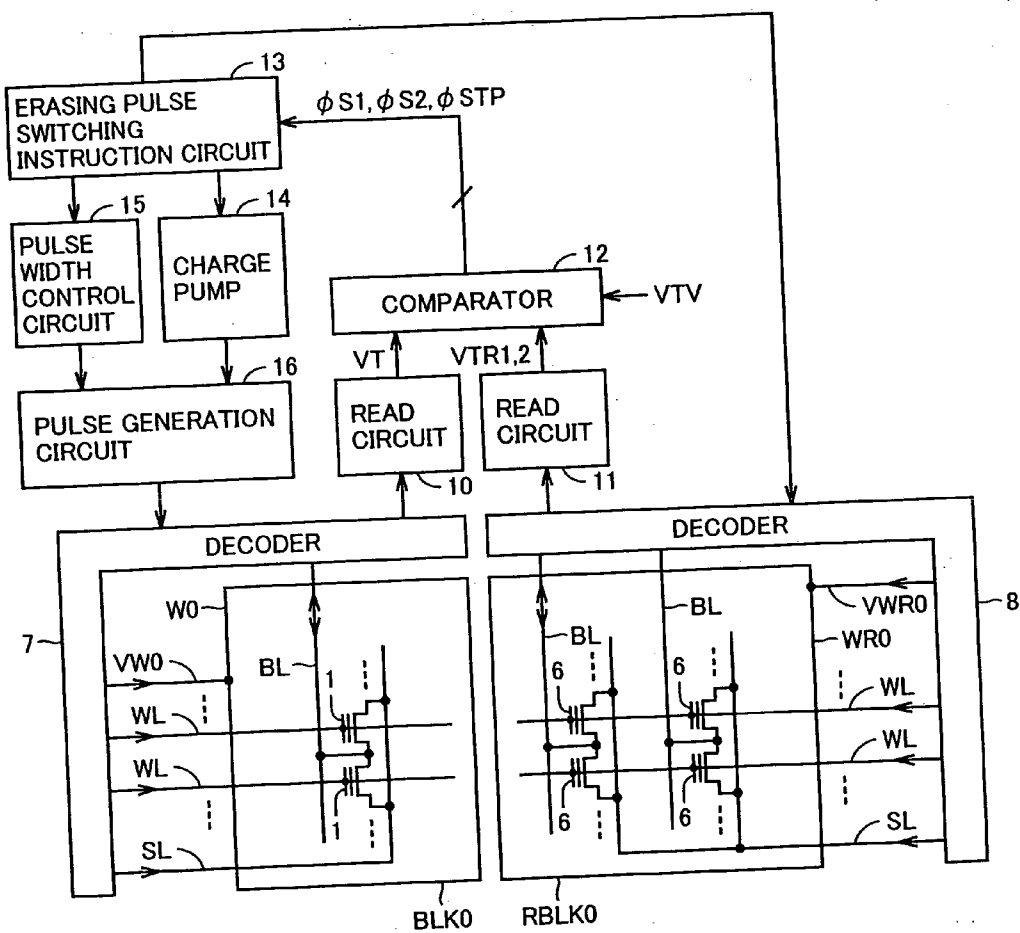 13
ERASING PULSE
SWITCHING
INSTRUCTION CIRCUIT
φS1, φS2, φSTP
15
14
PULSE
WIDTH
CONTROL
CIRCUIT
CHARGE
PUMP
12
COMPARATOR
VTV
VT
VTR1,2
16
PULSE GENERATION
CIRCUIT
READ
CIRCUIT
READ
CIRCUIT
10
11
DECODER
DECODER
W0
BL
VWR0
8
7
BL
BL
WR0
VW0
1
6
6
WL
WL
WL
WL
1
6
6
SL
SL
BLK0
RBLK0